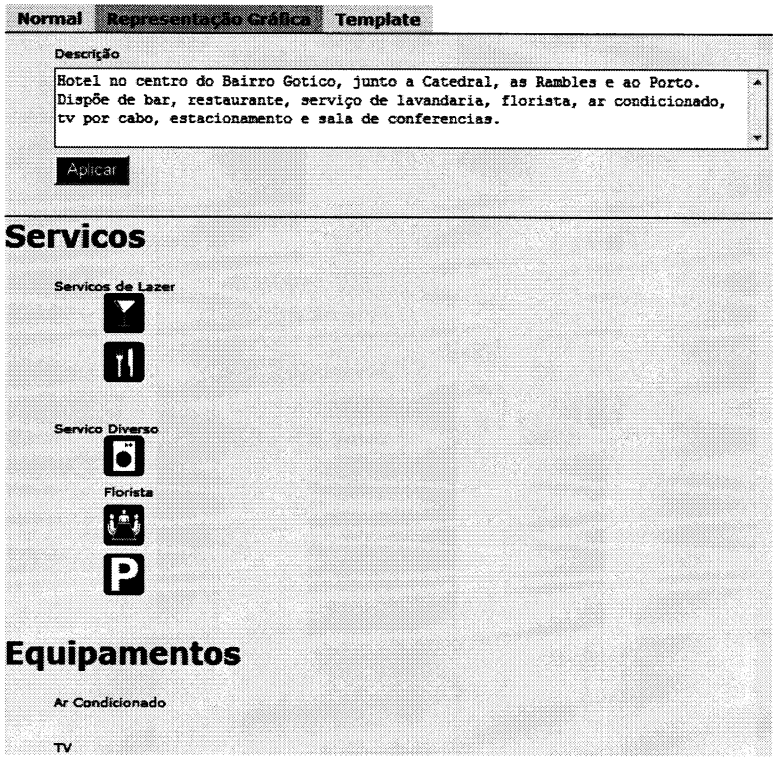 Normal Representação Gráfica Template
Descrição
Hotel no centro do Bairro Gotico, junto a Catedral, as Rambles e ao Porto.
Dispõe de bar, restaurante, serviço de lavandaria, florista, ar condicionado,
tv por cabo, estacionamento e sala de conferencias.
Aplicar
Servicos
Servicos de Lazer
Servico Diverso
Florista
P
Equipamentos
Ar Condicionado
TV